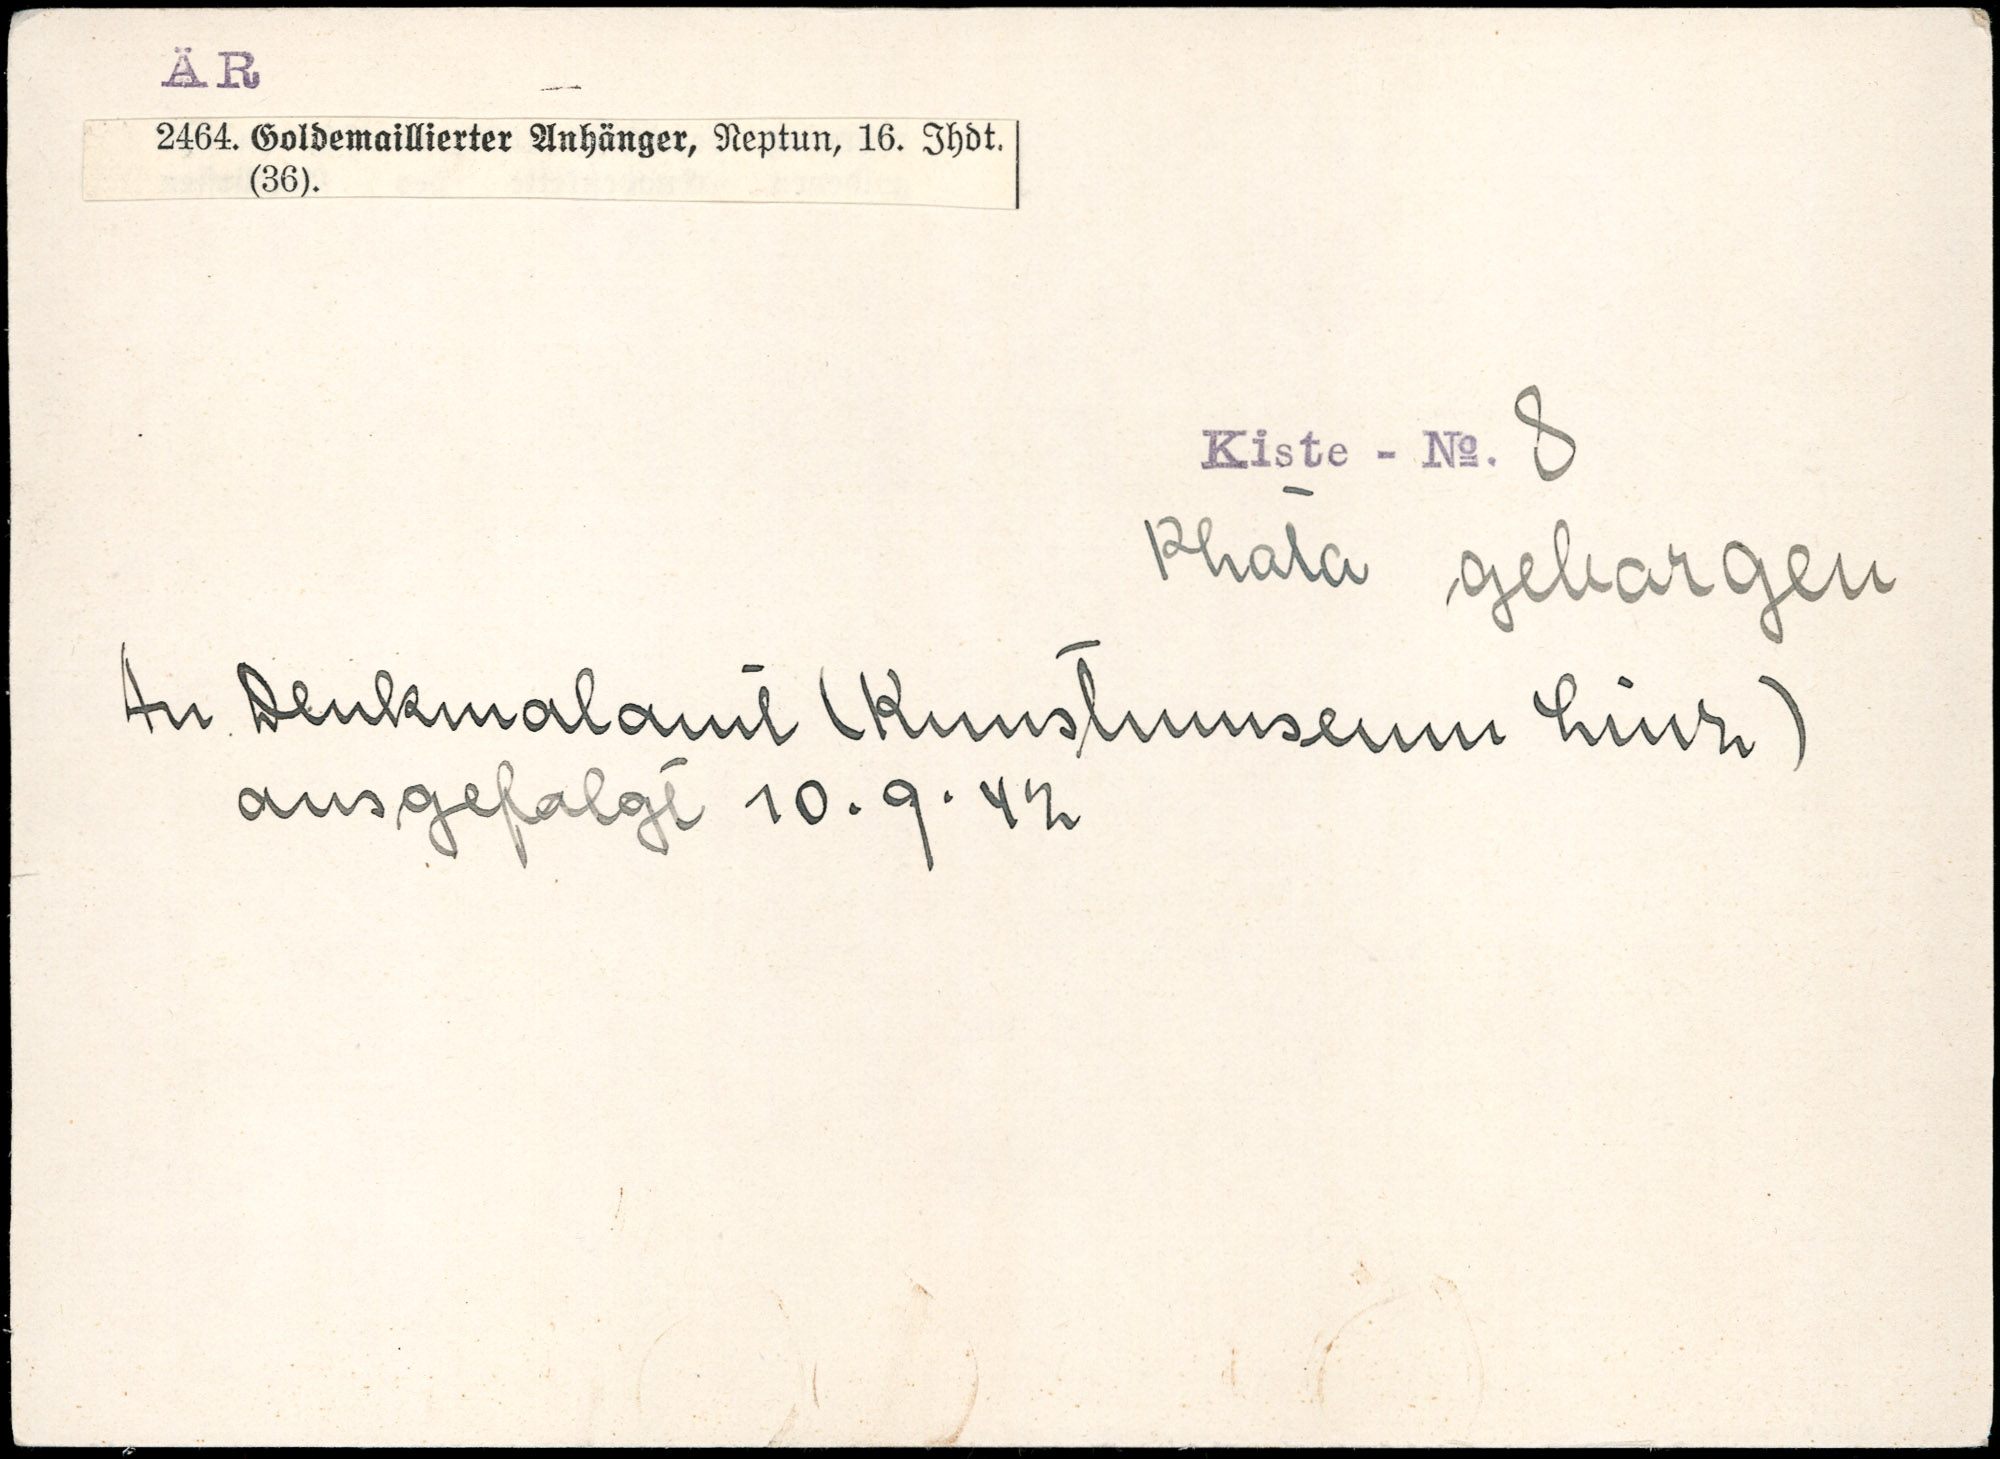 ÄR
2464. Goldemaillierter Anhänger, Neptun, 16. Jhdt.
(36).
Kiste - No. 8
Photo geborgen
An Denkmalamt (Kunstmuseum Linz)
ausgefolgt 10.9.42